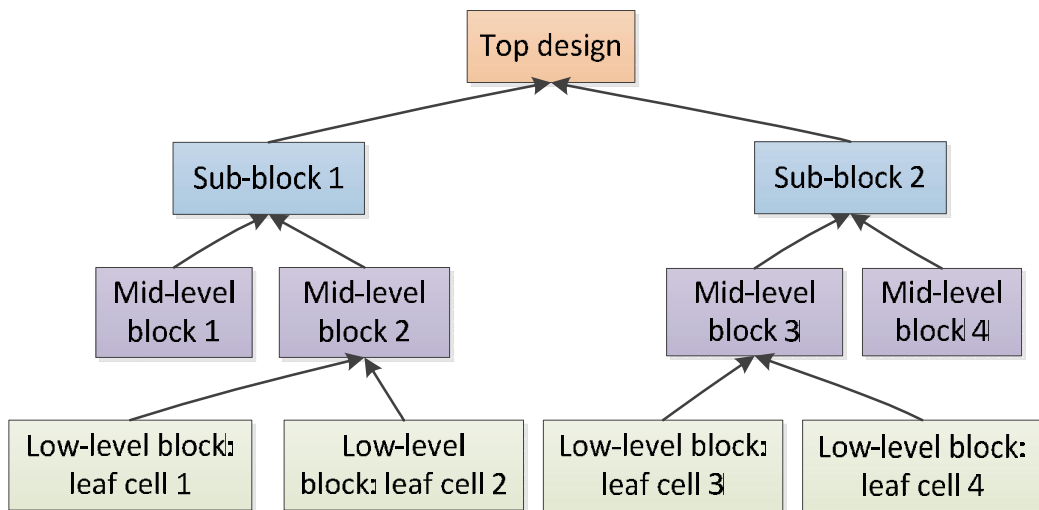 Top design
Sub-block 1
Sub-block 2
Mid-level
block 1
Mid-level
block 2
Mid-level
block 3
Mid-level
block 4
Low-level block:
leaf cell 1
Low-level
block: leaf cell 2
Low-level block:
leaf cell 3
Low-level block:
leaf cell 4